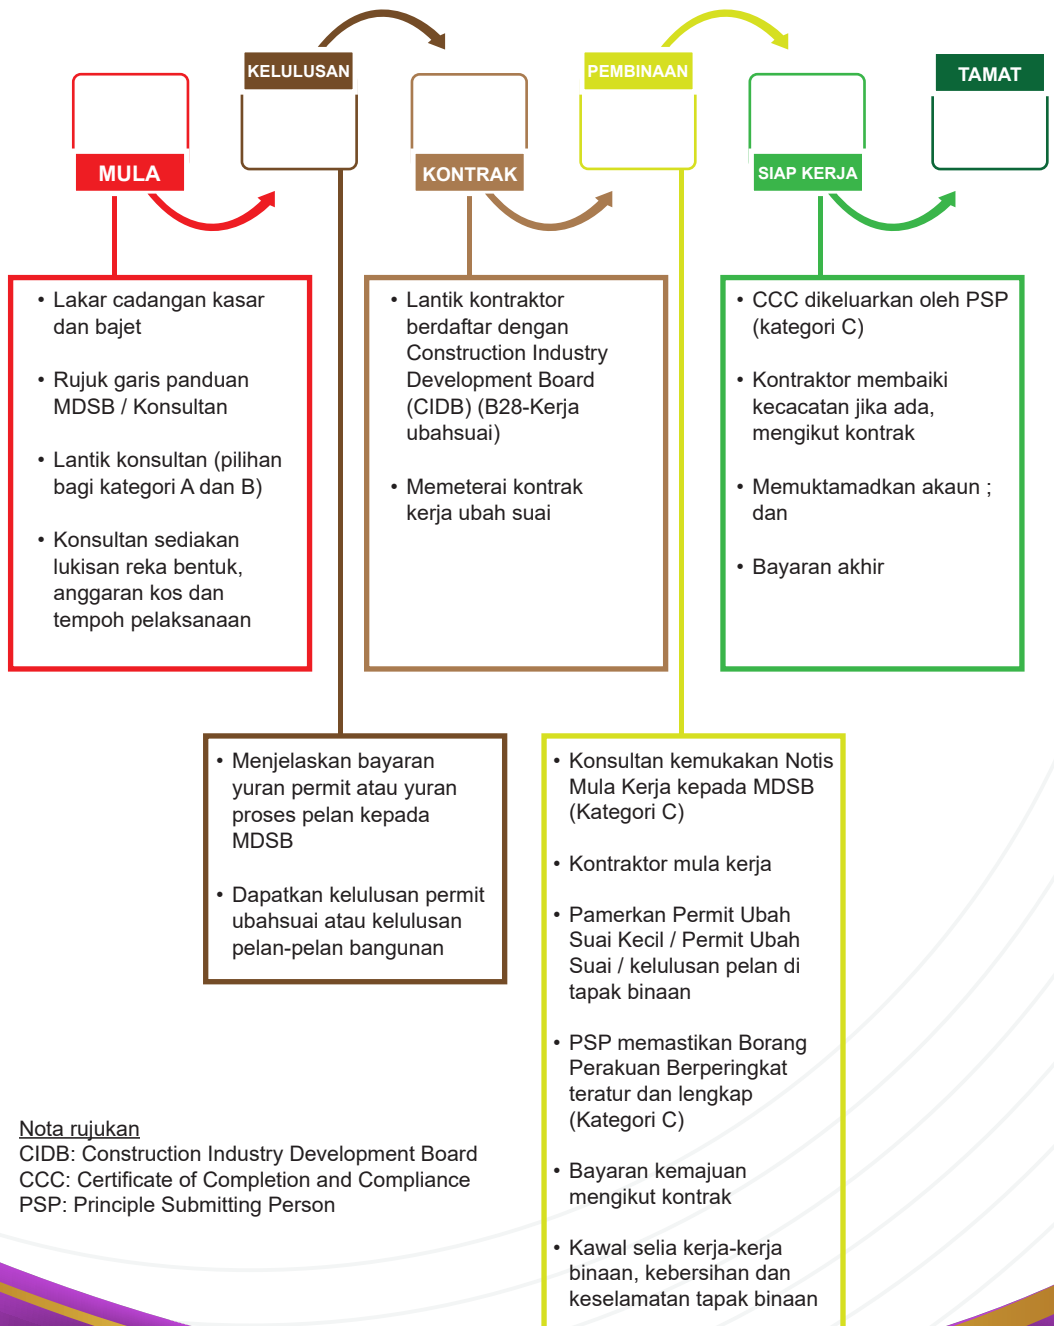 KELULUSAN
PEMBINAAN
TAMAT
MULA
KONTRAK
SIAP KERJA
• Lakar cadangan kasar
dan bajet
• Rujuk garis panduan
MDSB / Konsultan
• Lantik konsultan (pilihan
bagi kategori A dan B)
• Konsultan sediakan
lukisan reka bentuk,
anggaran kos dan
tempoh pelaksanaan
• Lantik kontraktor
berdaftar dengan
Construction Industry
Development Board
(CIDB) (B28-Kerja
ubahsuai)
• Memeterai kontrak
kerja ubah suai
• CCC dikeluarkan oleh PSP
(kategori C)
• Kontraktor membaiki
kecacatan jika ada,
mengikut kontrak
• Memuktamadkan akaun ;
dan
• Bayaran akhir
• Menjelaskan bayaran
yuran permit atau yuran
proses pelan kepada
MDSB
• Dapatkan kelulusan permit
ubahsuai atau kelulusan
pelan-pelan bangunan
• Konsultan kemukakan Notis
Mula Kerja kepada MDSB
(Kategori C)
• Kontraktor mula kerja
• Pamerkan Permit Ubah
Suai Kecil / Permit Ubah
Suai / kelulusan pelan di
tapak binaan
• PSP memastikan Borang
Perakuan Berperingkat
teratur dan lengkap
(Kategori C)
• Bayaran kemajuan
mengikut kontrak
• Kawal selia kerja-kerja
binaan, kebersihan dan
keselamatan tapak binaan
Nota rujukan
CIDB: Construction Industry Development Board
CCC: Certificate of Completion and Compliance
PSP: Principle Submitting Person